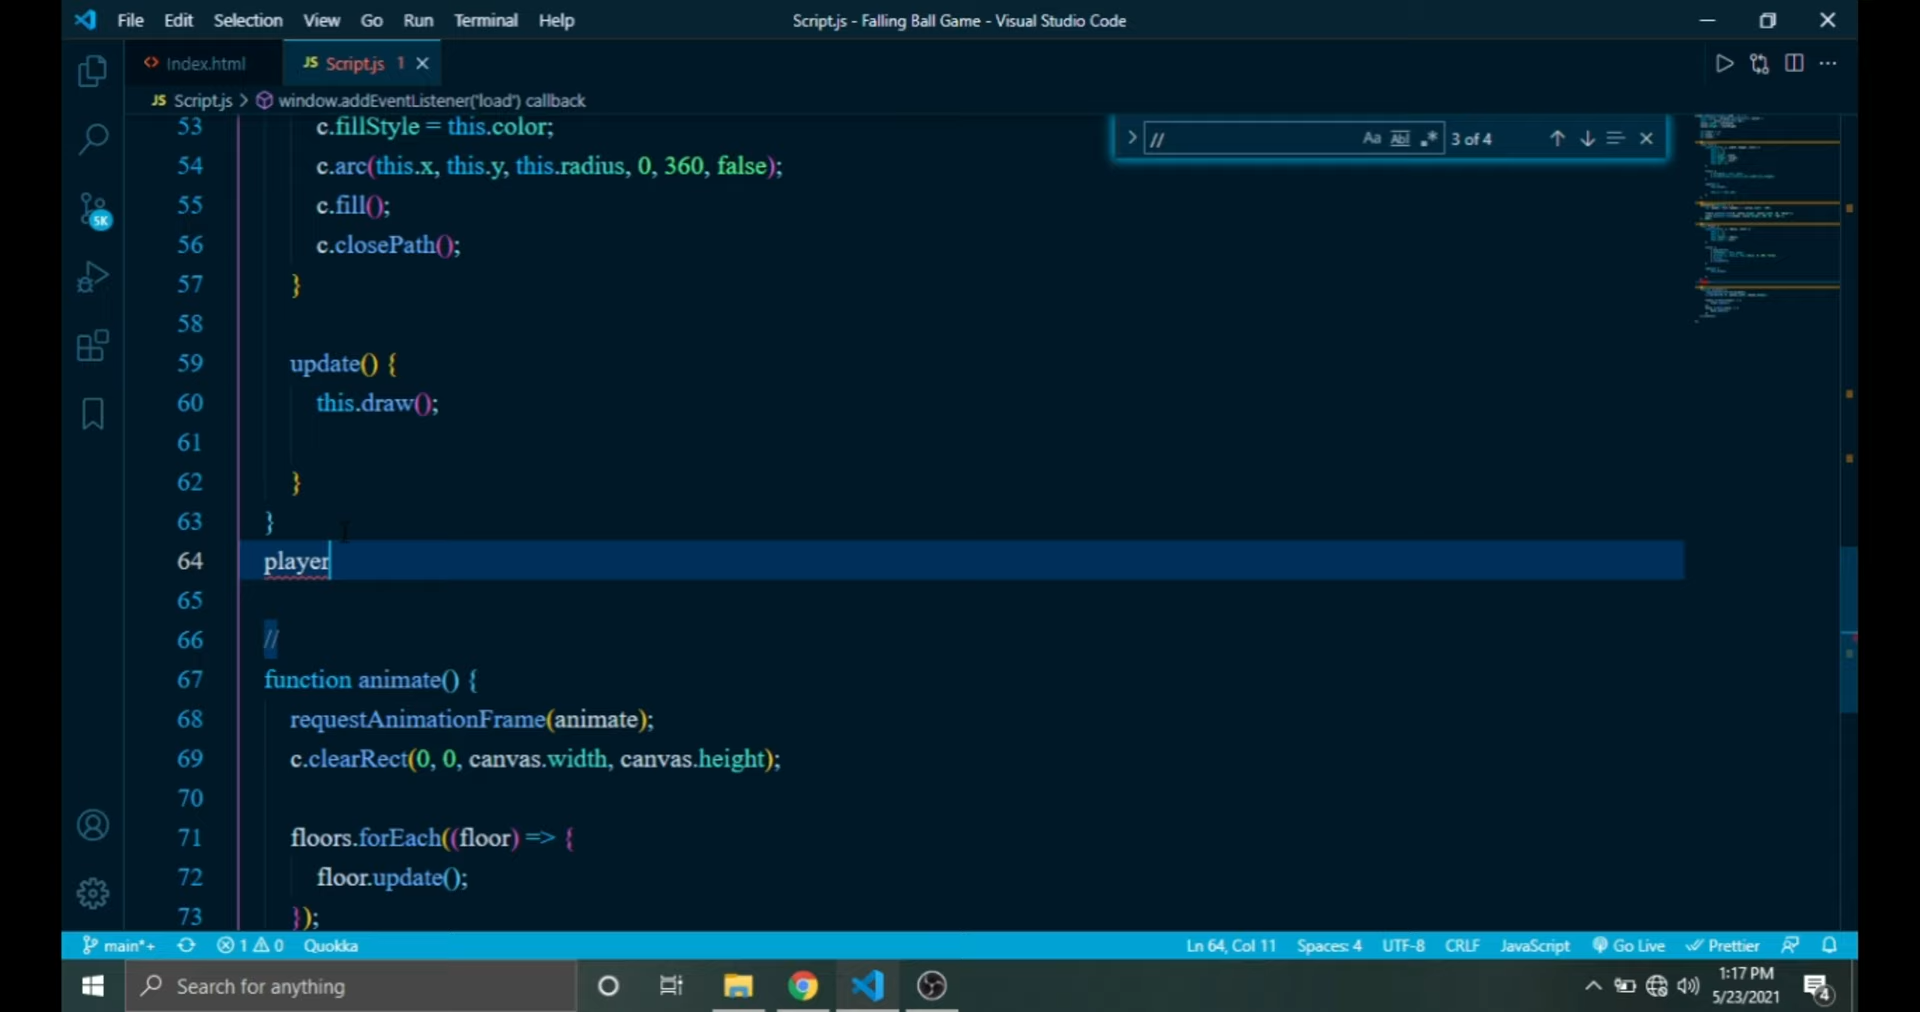 File Edit Selection View Go Run Terminal Help Script.js - Falling Ball Game - Visual Studio Code
Index.html JS Script.js 1
JS Script.js > window.addEventListener('load') callback
// Aa Abl .* 3 of 4
53 c.fillStyle = this.color;
54 c.arc(this.x, this.y, this.radius, 0, 360, false);
55 c.fill();
56 c.closePath();
57 }
58
59 update() {
60 this.draw();
61
62 }
63 }
64 player
65
66 //
67 function animate() {
68 requestAnimationFrame(animate);
69 c.clearRect(0, 0, canvas.width, canvas.height);
70
71 floors.forEach((floor) => {
72 floor.update();
73 });
5K
main*+ 1 0 Quokka Ln 64, Col 11 Spaces: 4 UTF-8 CRLF JavaScript Go Live Prettier
Search for anything
1:17 PM
5/23/2021
4